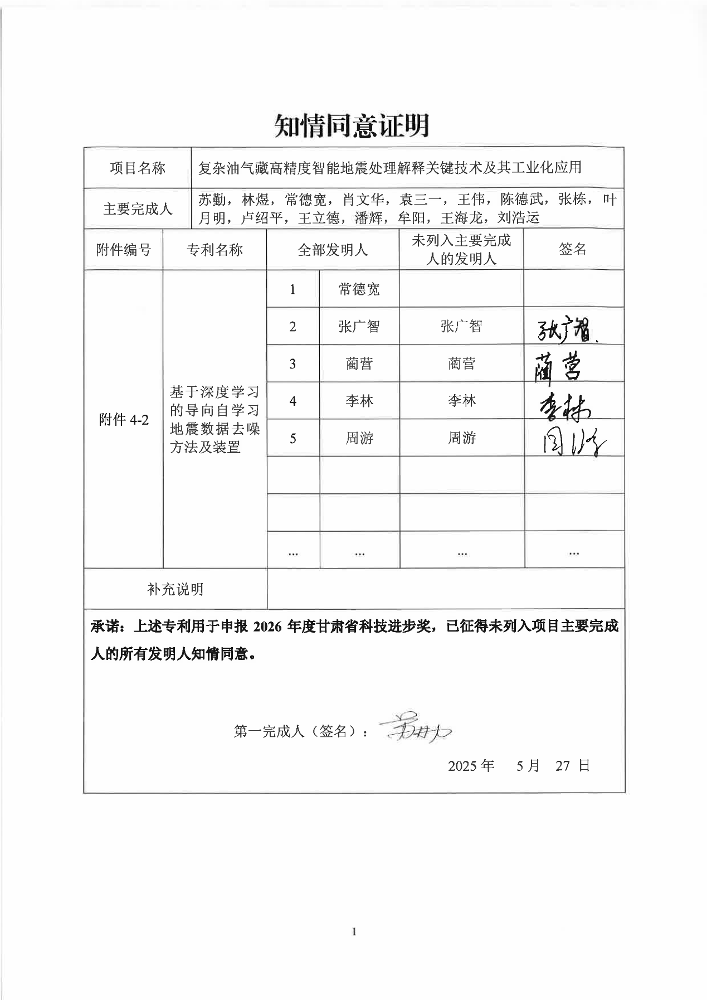 知情同意证明
项目名称
复杂油气藏高精度智能地震处理解释关键技术及其工业化应用
主要完成人
苏勤，林煜，常德宽，肖文华，袁三一，王伟，陈德武，张栋，叶
月明，卢绍平，王立德，潘辉，牟阳，王海龙，刘浩运
附件编号
专利名称
全部发明人
未列入主要完成
人的发明人
签名
附件 4-2
基于深度学习
的导向自学习
地震数据去噪
方法及装置
1 常德宽
2 张广智 张广智 张广智
3 蔺营 蔺营 蔺营
4 李林 李林 李林
5 周游 周游 周游
... ... ... ...
补充说明
承诺：上述专利用于申报 2026 年度甘肃省科技进步奖，已征得未列入项目主要完成
人的所有发明人知情同意。
第一完成人（签名）：苏勤
2025 年 5 月 27 日
1